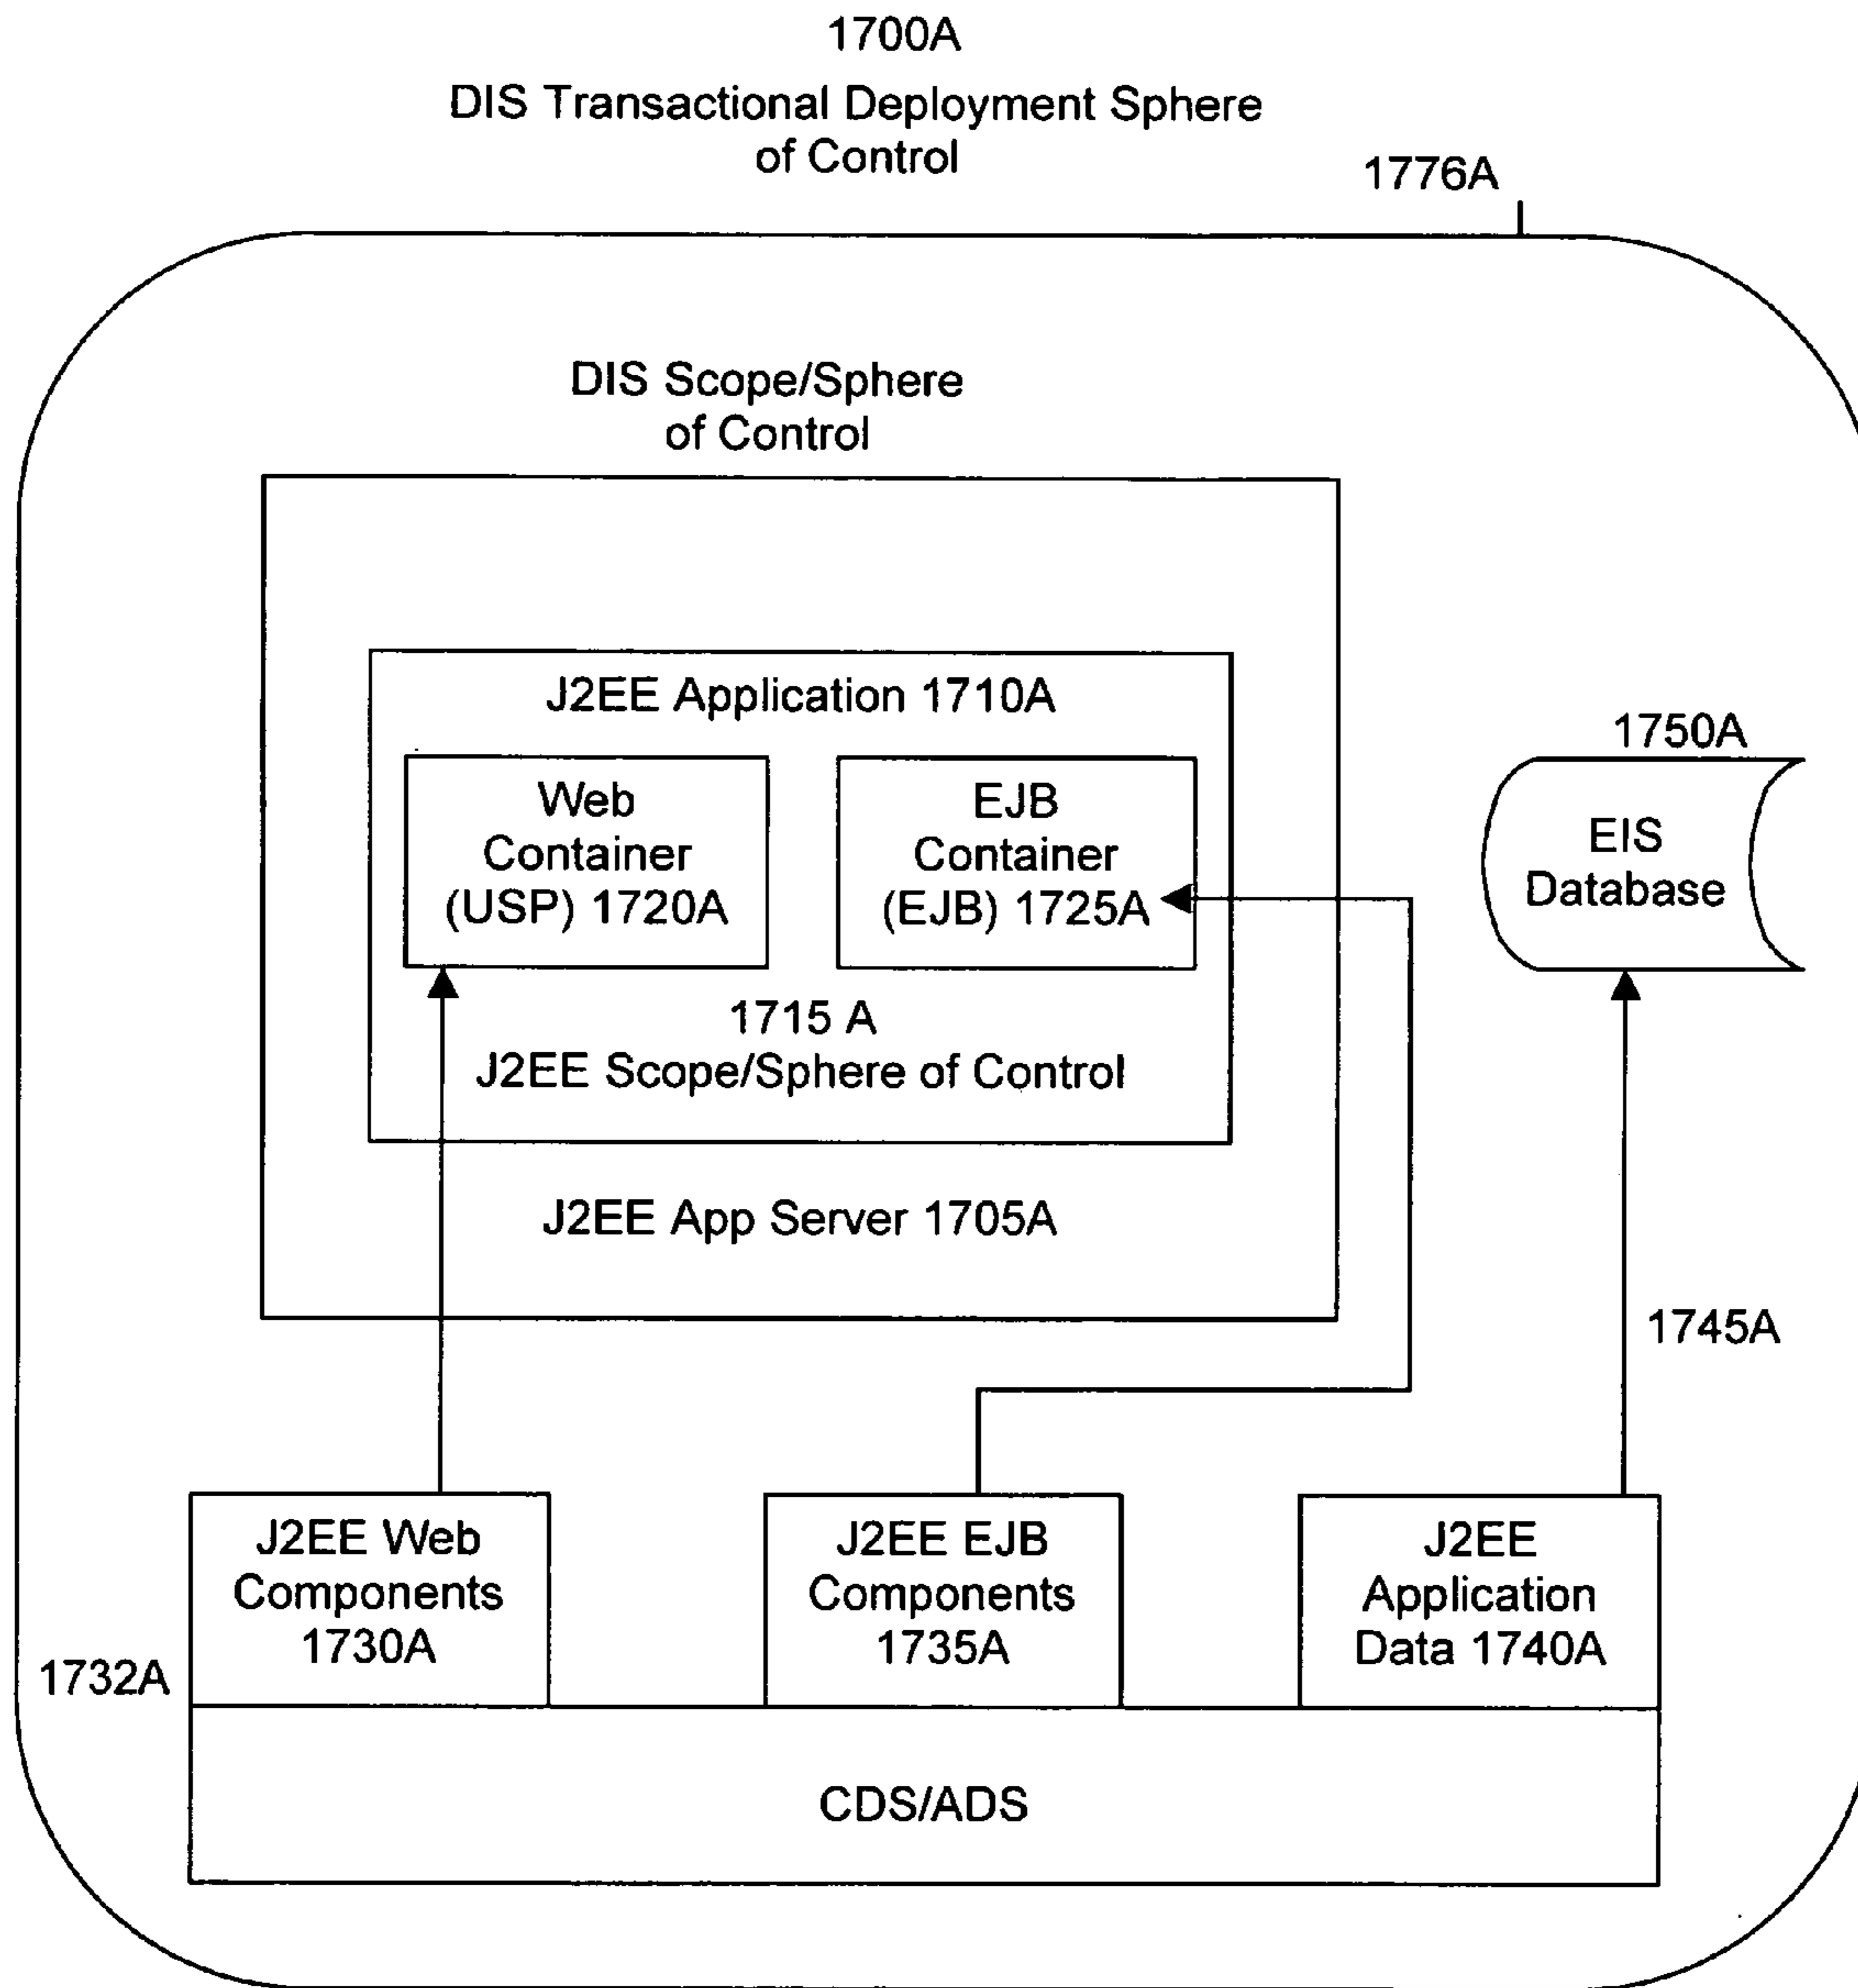 1700A
DIS Transactional Deployment Sphere
of Control
1776A
DIS Scope/Sphere
of Control
J2EE Application 1710A
Web
Container
(USP) 1720A
EJB
Container
(EJB) 1725A
1715 A
J2EE Scope/Sphere of Control
J2EE App Server 1705A
1750A
EIS
Database
1745A
J2EE Web
Components
1730A
J2EE EJB
Components
1735A
J2EE
Application
Data 1740A
1732A
CDS/ADS